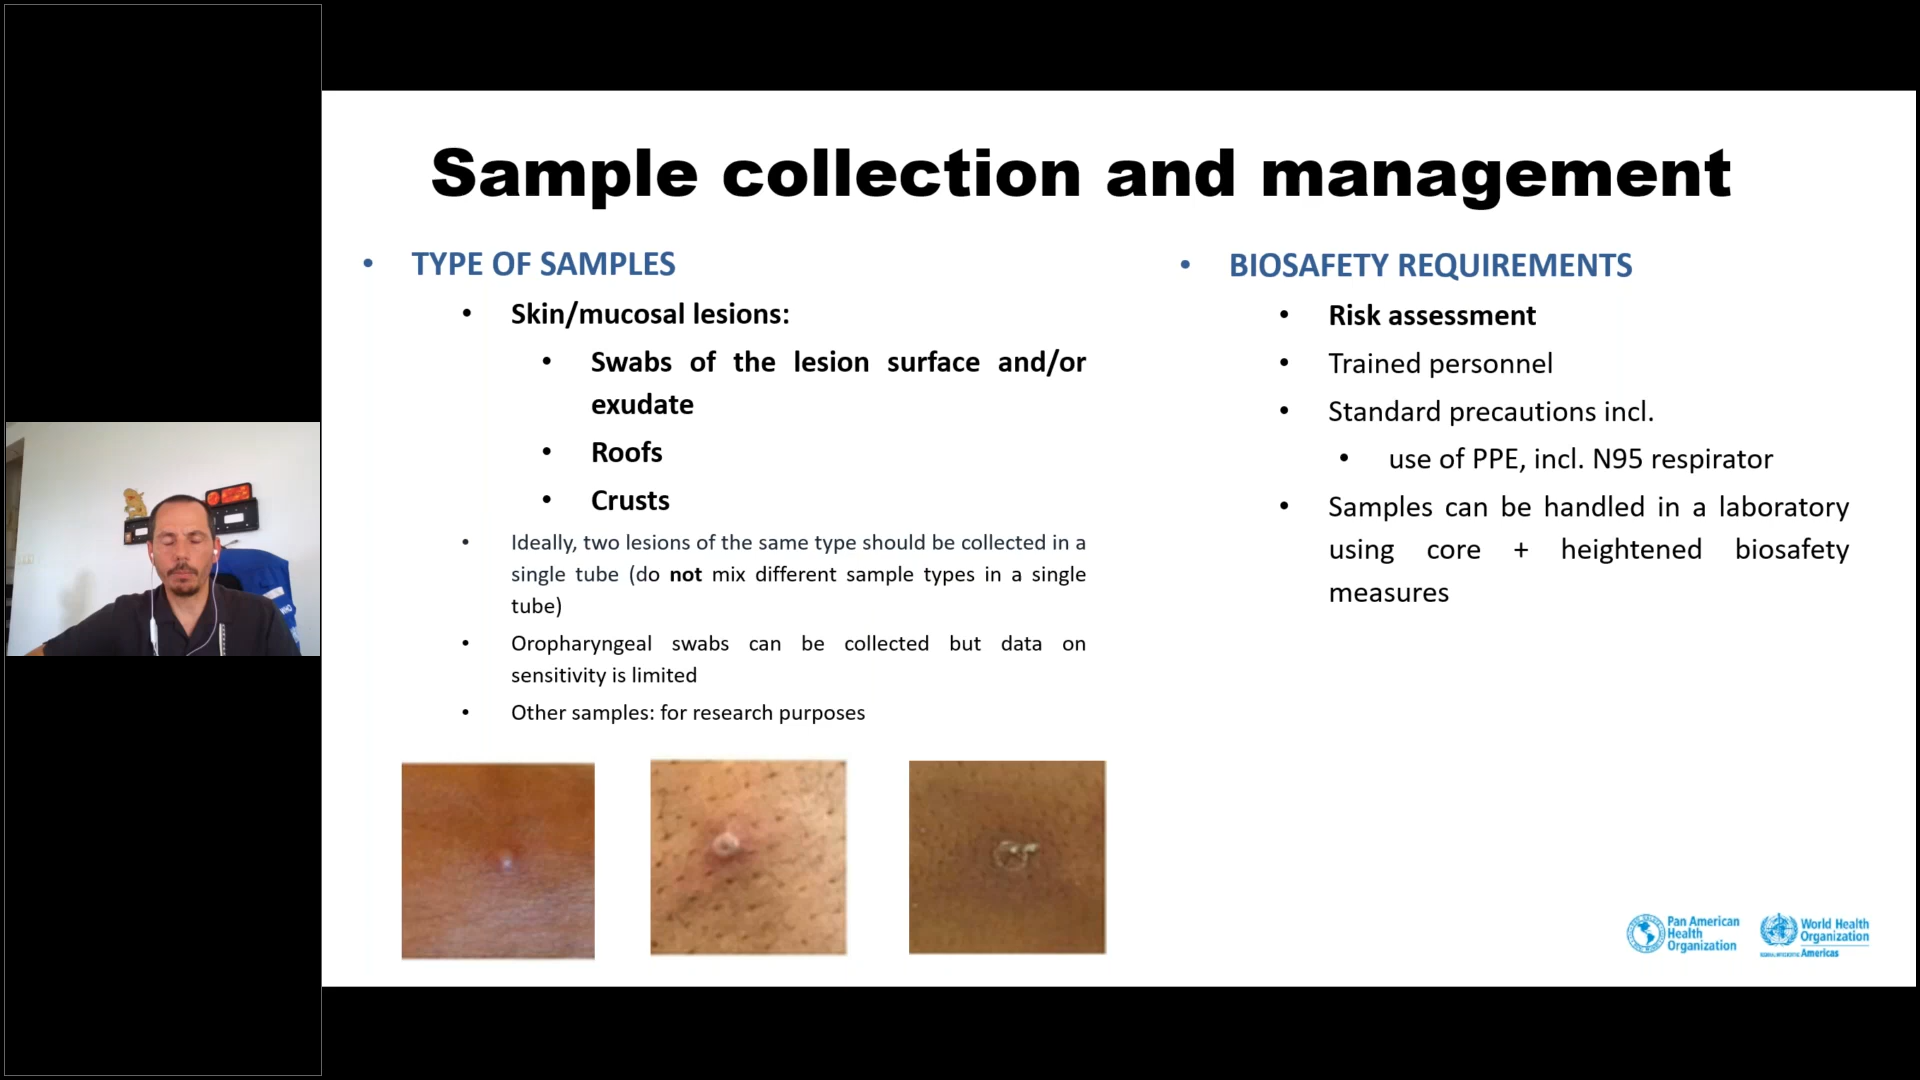 Sample collection and management
• TYPE OF SAMPLES
• Skin/mucosal lesions:
• Swabs of the lesion surface and/or
exudate
• Roofs
• Crusts
• Ideally, two lesions of the same type should be collected in a
single tube (do not mix different sample types in a single
tube)
• Oropharyngeal swabs can be collected but data on
sensitivity is limited
• Other samples: for research purposes
• BIOSAFETY REQUIREMENTS
• Risk assessment
• Trained personnel
• Standard precautions incl.
• use of PPE, incl. N95 respirator
• Samples can be handled in a laboratory
using core + heightened biosafety
measures
Pan American
Health
Organization
World Health
Organization
Americas